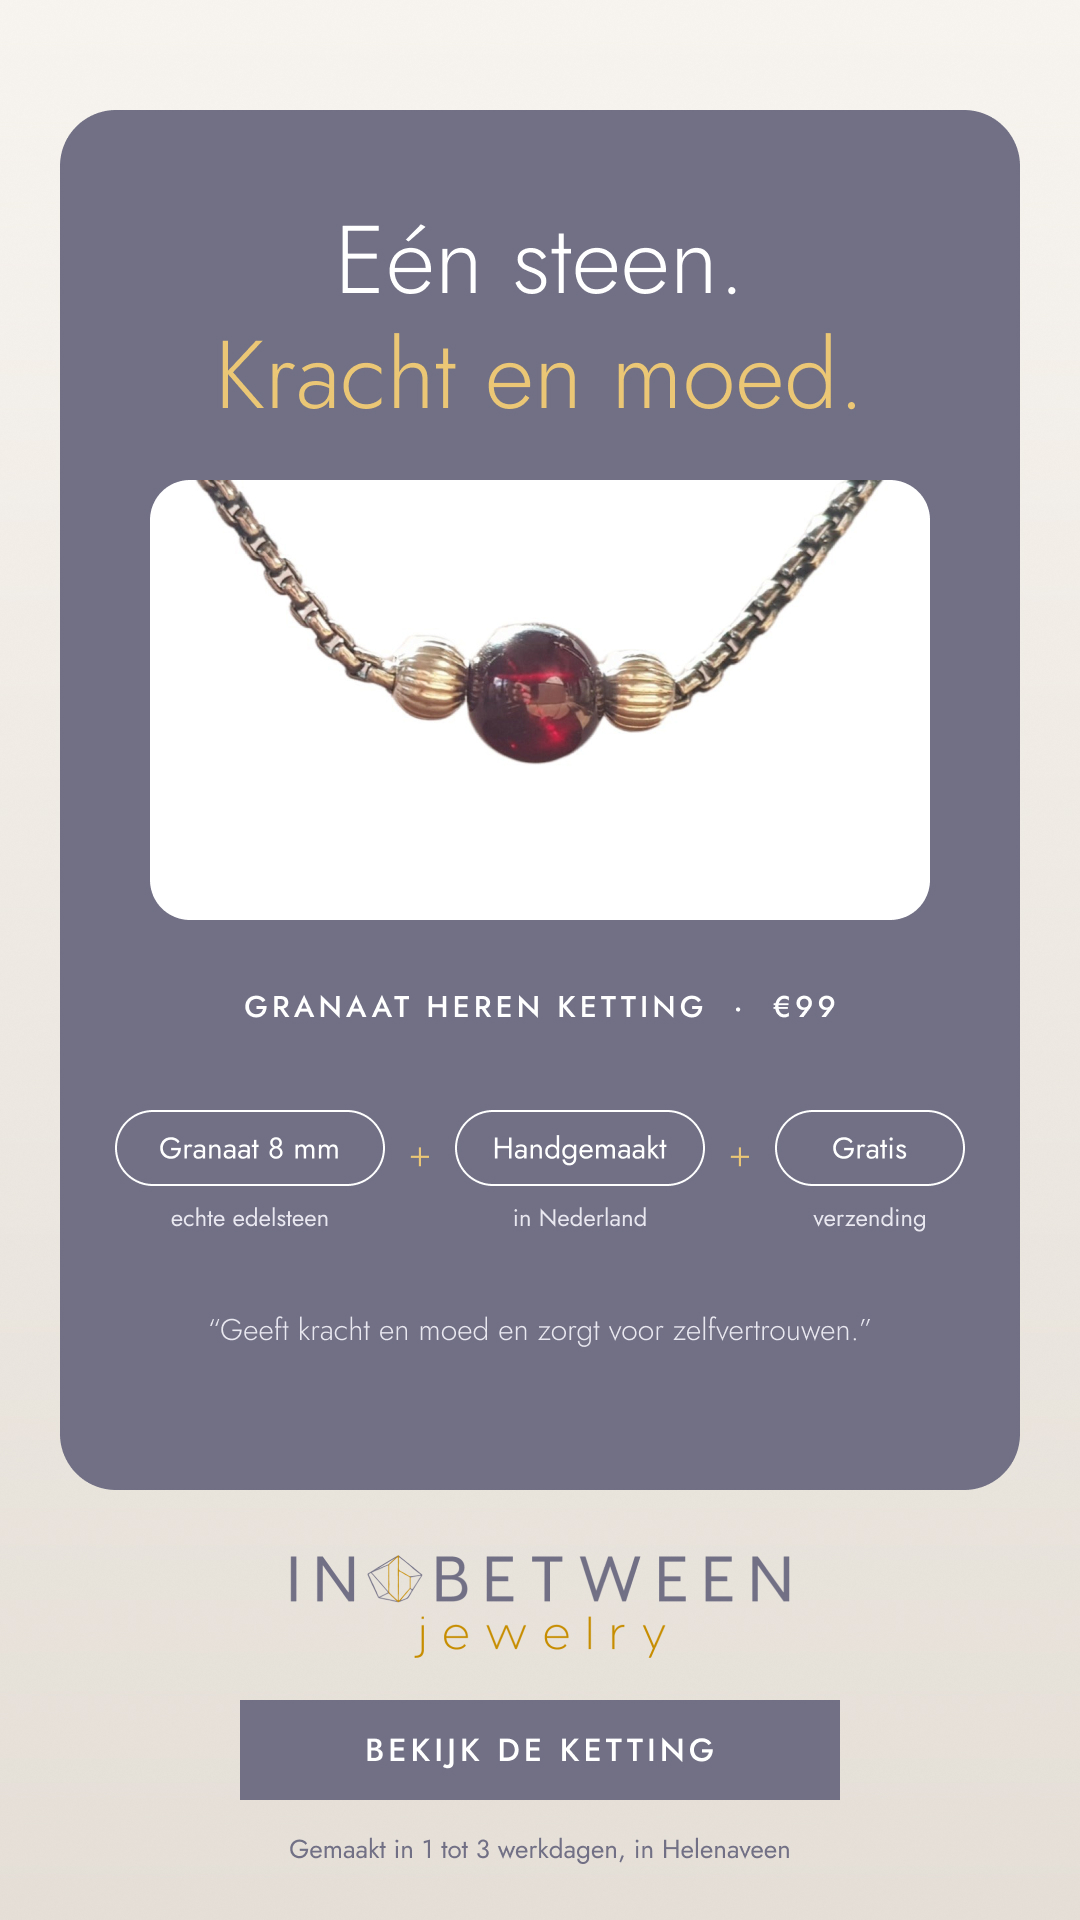 Eén steen.
Kracht en moed.
GRANAAT HEREN KETTING · €99
Granaat 8 mm + Handgemaakt + Gratis
echte edelsteen in Nederland verzending
“Geeft kracht en moed en zorgt voor zelfvertrouwen.”
IN BETWEEN
jewelry
BEKIJK DE KETTING
Gemaakt in 1 tot 3 werkdagen, in Helenaveen